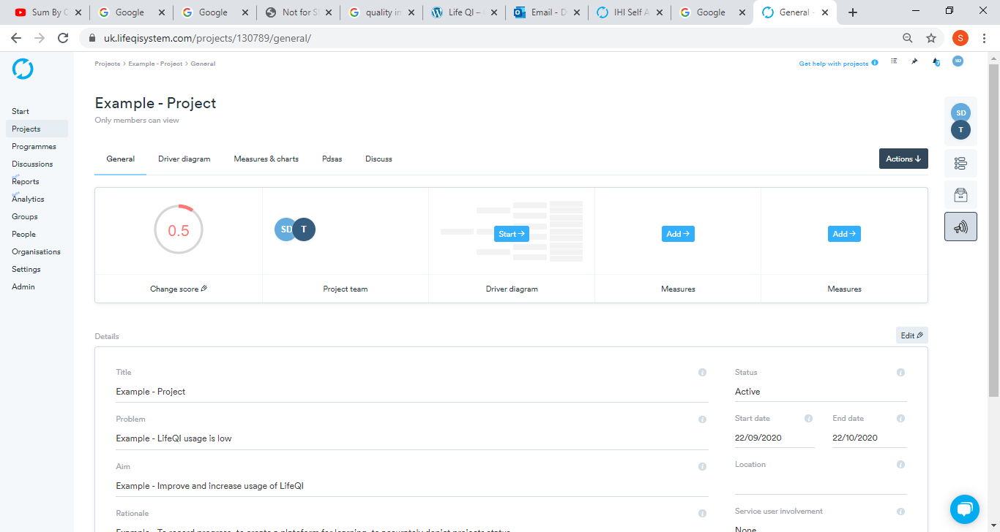 Sum By C
Google
Google
Not for S
quality in
Life QI –
Email - D
IHI Self A
Google
General -
uk.lifeqisystem.com/projects/130789/general/
S
Projects > Example - Project > General
Get help with projects
SD
Start
Projects
Programmes
Discussions
Reports
Analytics
Groups
People
Organisations
Settings
Admin
Example - Project
Only members can view
General Driver diagram Measures & charts Pdsas Discuss
Actions
SD
T
0.5
SD T
Start
Add
Add
Change score
Project team
Driver diagram
Measures
Measures
Details
Edit
Title
Example - Project
Problem
Example - LifeQI usage is low
Aim
Example - Improve and increase usage of LifeQI
Rationale
Example - To record progress, to create a plateform for learning, to accurately depict projects status
Status
Active
Start date End date
22/09/2020 22/10/2020
Location
Service user involvement
None